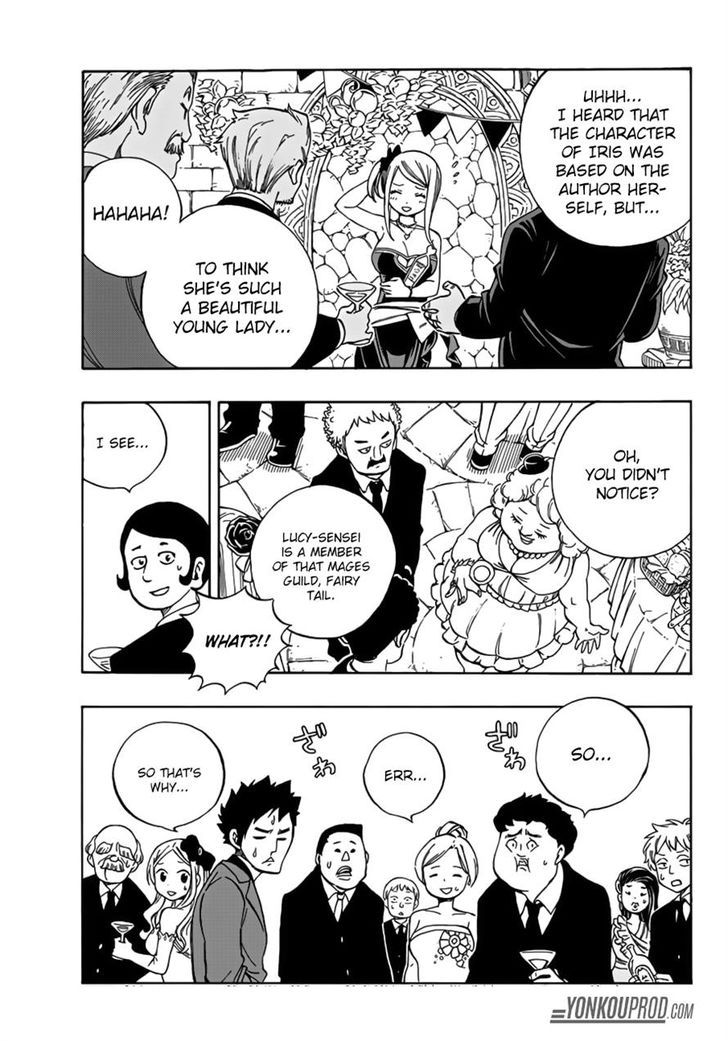 UHHH...
I HEARD THAT
THE CHARACTER
OF IRIS WAS
BASED ON THE
AUTHOR HER-
SELF, BUT...
HAHAHA!
TO THINK
SHE'S SUCH
A BEAUTIFUL
YOUNG LADY...
I SEE...
WHAT?!!
OH,
YOU DIDN'T
NOTICE?
LUCY-SENSEI
IS A MEMBER
OF THAT MAGES
GUILD, FAIRY
TAIL.
SO THAT'S
WHY...
ざわ
ERR...
ざわ
SO...
YONKOUPROD.COM